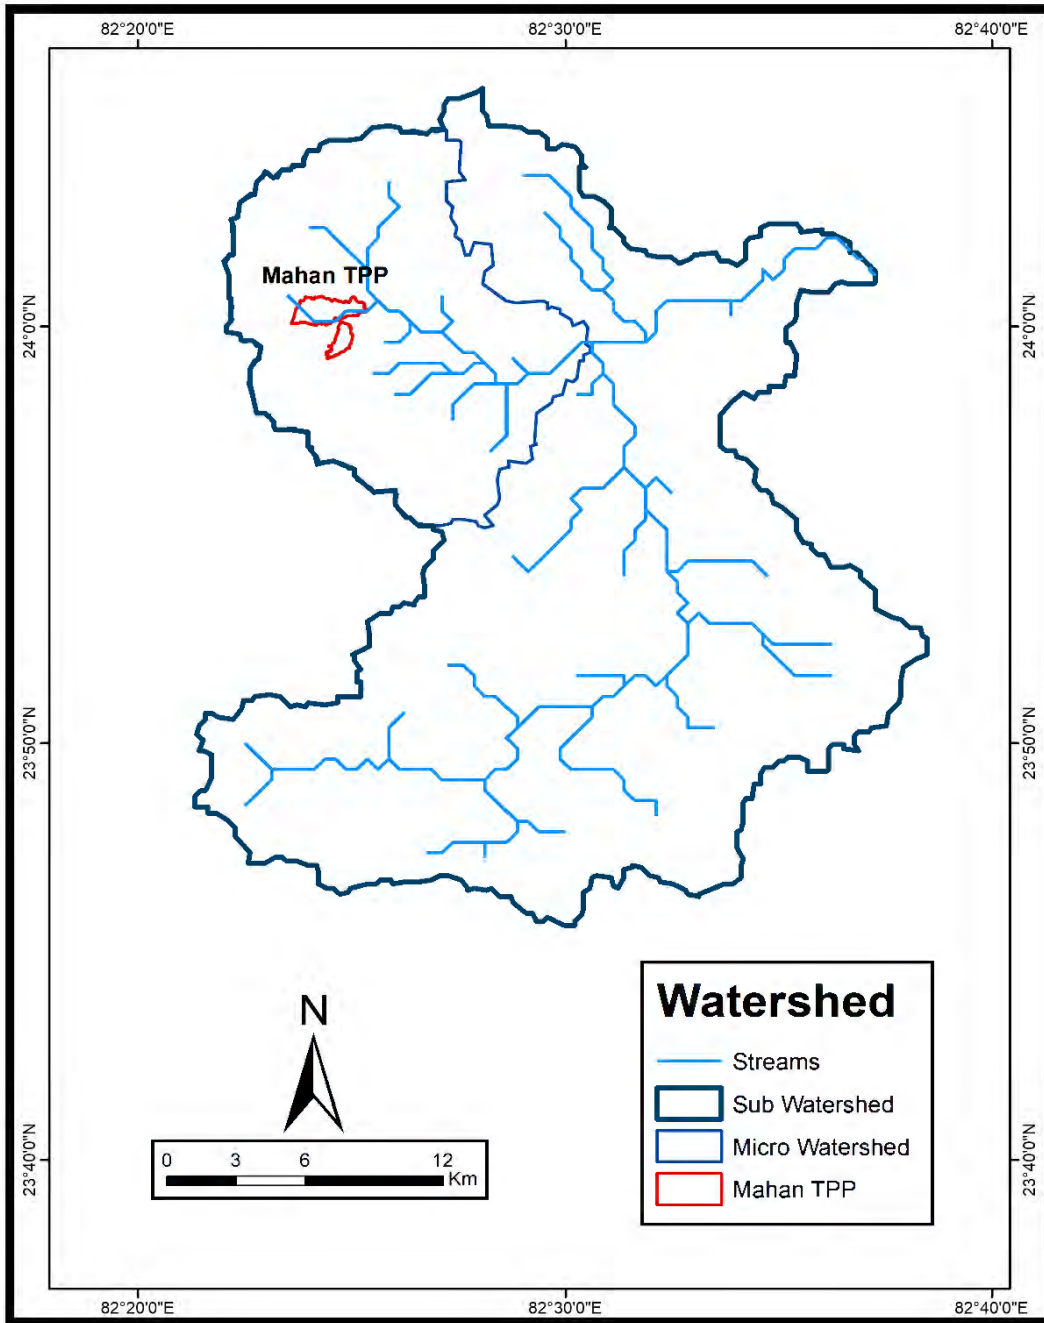 82°20'0"E 82°30'0"E 82°40'0"E
Mahan TPP
24°0'0"N 24°0'0"N
23°50'0"N 23°50'0"N
N
Watershed
Streams
Sub Watershed
Micro Watershed
Mahan TPP
0 3 6 12
Km
23°40'0"N 23°40'0"N
82°20'0"E 82°30'0"E 82°40'0"E